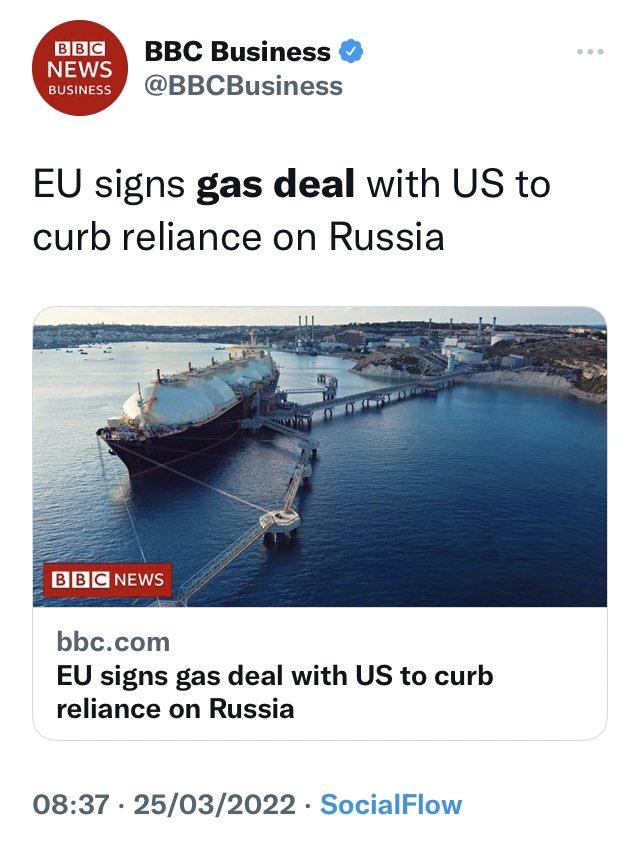 BBC
NEWS
BUSINESS
BBC Business
@BBCBusiness
EU signs gas deal with US to
curb reliance on Russia
BBC NEWS
bbc.com
EU signs gas deal with US to curb
reliance on Russia
08:37 · 25/03/2022 · SocialFlow